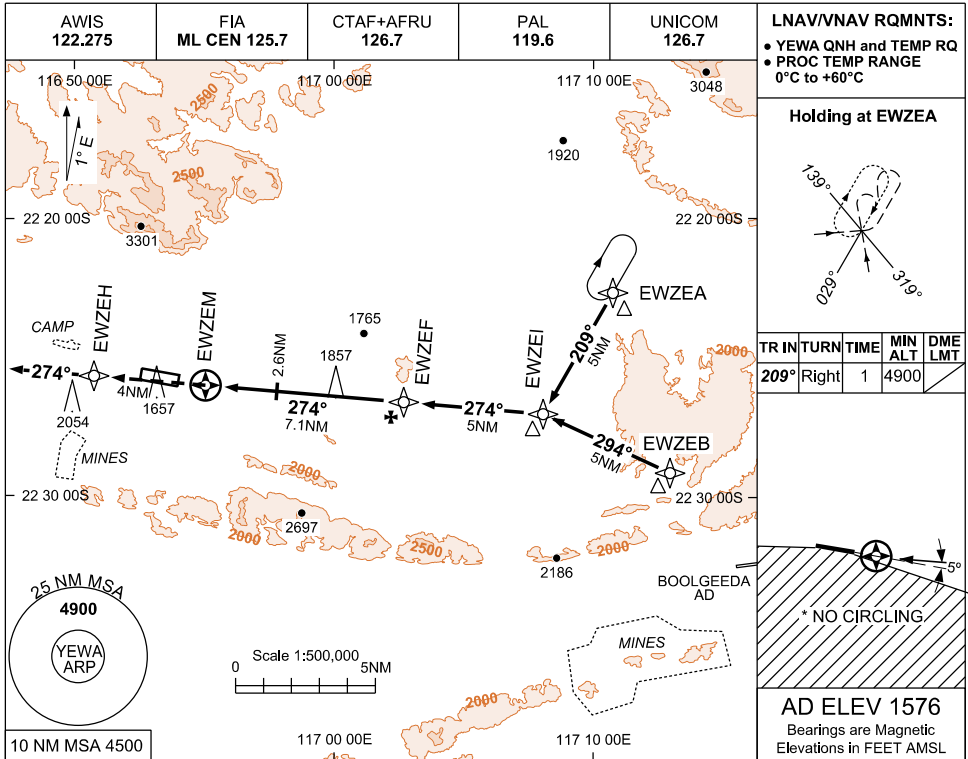 AWIS
122.275
FIA
ML CEN 125.7
CTAF+AFRU
126.7
PAL
119.6
UNICOM
126.7
LNAV/VNAV RQMNTS:
● YEWA QNH and TEMP RQ
● PROC TEMP RANGE
0°C to +60°C
116 50 00E
117 00 00E
117 10 00E
2500
3048
1° E
1920
2500
22 20 00S
22 20 00S
3301
Holding at EWZEA
139°
029°
319°
EWZEH
EWZEM
EWZEF
EWZEI
EWZEA
CAMP
1765
2.6NM
1857
209°
5NM
2000
274°
4NM
1657
274°
7.1NM
274°
5NM
294°
5NM
EWZEB
2054
MINES
TR IN
TURN
TIME
MIN ALT
DME LMT
209°
Right
1
4900
22 30 00S
22 30 00S
2000
2697
2000
2500
2186
2000
BOOLGEEDA
AD
5°
* NO CIRCLING
25 NM MSA
4900
YEWA
ARP
Scale 1:500,000
0
5NM
MINES
2000
10 NM MSA 4500
117 00 00E
117 10 00E
AD ELEV 1576
Bearings are Magnetic
Elevations in FEET AMSL